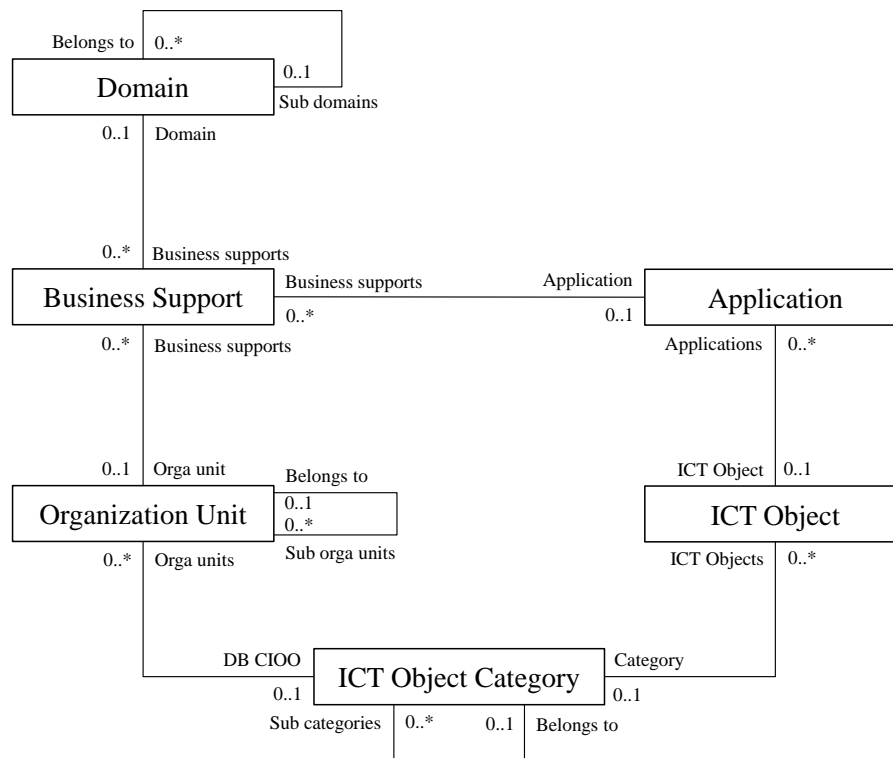 Belongs to 0..*
0..1
Domain
Sub domains
0..1 Domain
0..* Business supports
Business Support
Business supports Application
0..* 0..1
Application
0..* Business supports
Applications 0..*
0..1 Orga unit
Belongs to
ICT Object 0..1
Organization Unit
0..1
0..*
ICT Object
0..* Orga units
Sub orga units
ICT Objects 0..*
DB CIOO
ICT Object Category
Category
0..1 0..1
Sub categories 0..* 0..1 Belongs to